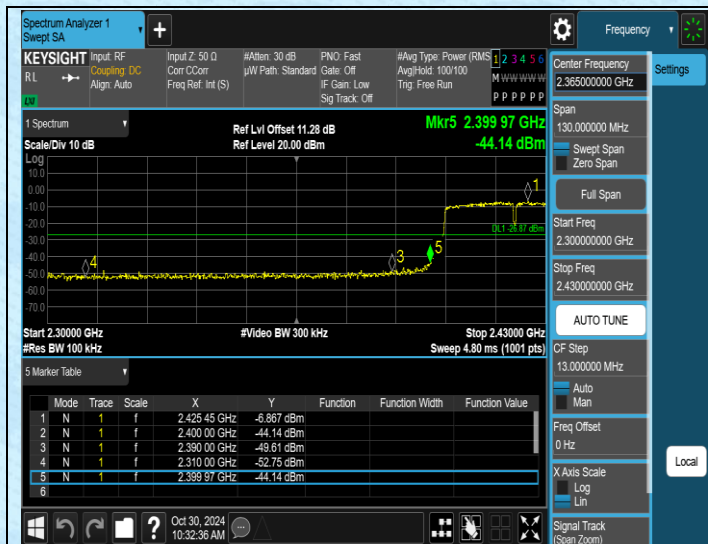 Spectrum Analyzer 1
Swept SA
+
Frequency
KEYSIGHT
RL
Input: RF
Coupling: DC
Align: Auto
Input Z: 50 Ω
Corr CCorr
Freq Ref: Int (S)
#Atten: 30 dB
µW Path: Standard
PNO: Fast
Gate: Off
IF Gain: Low
Sig Track: Off
#Avg Type: Power (RMS
Avg|Hold: 100/100
Trig: Free Run
1 2 3 4 5 6
M W W W W W
P P P P P P
LXI
1 Spectrum
Scale/Div 10 dB
Ref Lvl Offset 11.28 dB
Ref Level 20.00 dBm
Mkr5 2.399 97 GHz
-44.14 dBm
Log
10.0
0.00
-10.0
-20.0
-30.0
-40.0
-50.0
-60.0
-70.0
1
DL1 -26.87 dBm
5
3
4
Start 2.30000 GHz
#Res BW 100 kHz
#Video BW 300 kHz
Stop 2.43000 GHz
Sweep 4.80 ms (1001 pts)
5 Marker Table
Mode Trace Scale X Y Function Function Width Function Value
1 N 1 f 2.425 45 GHz -6.867 dBm
2 N 1 f 2.400 00 GHz -44.14 dBm
3 N 1 f 2.390 00 GHz -49.61 dBm
4 N 1 f 2.310 00 GHz -52.75 dBm
5 N 1 f 2.399 97 GHz -44.14 dBm
6
Center Frequency
2.365000000 GHz
Settings
Span
130.000000 MHz
Swept Span
Zero Span
Full Span
Start Freq
2.300000000 GHz
Stop Freq
2.430000000 GHz
AUTO TUNE
CF Step
13.000000 MHz
Auto
Man
Freq Offset
0 Hz
X Axis Scale
Log
Lin
Local
Signal Track
(Span Zoom)
?
Oct 30, 2024
10:32:36 AM